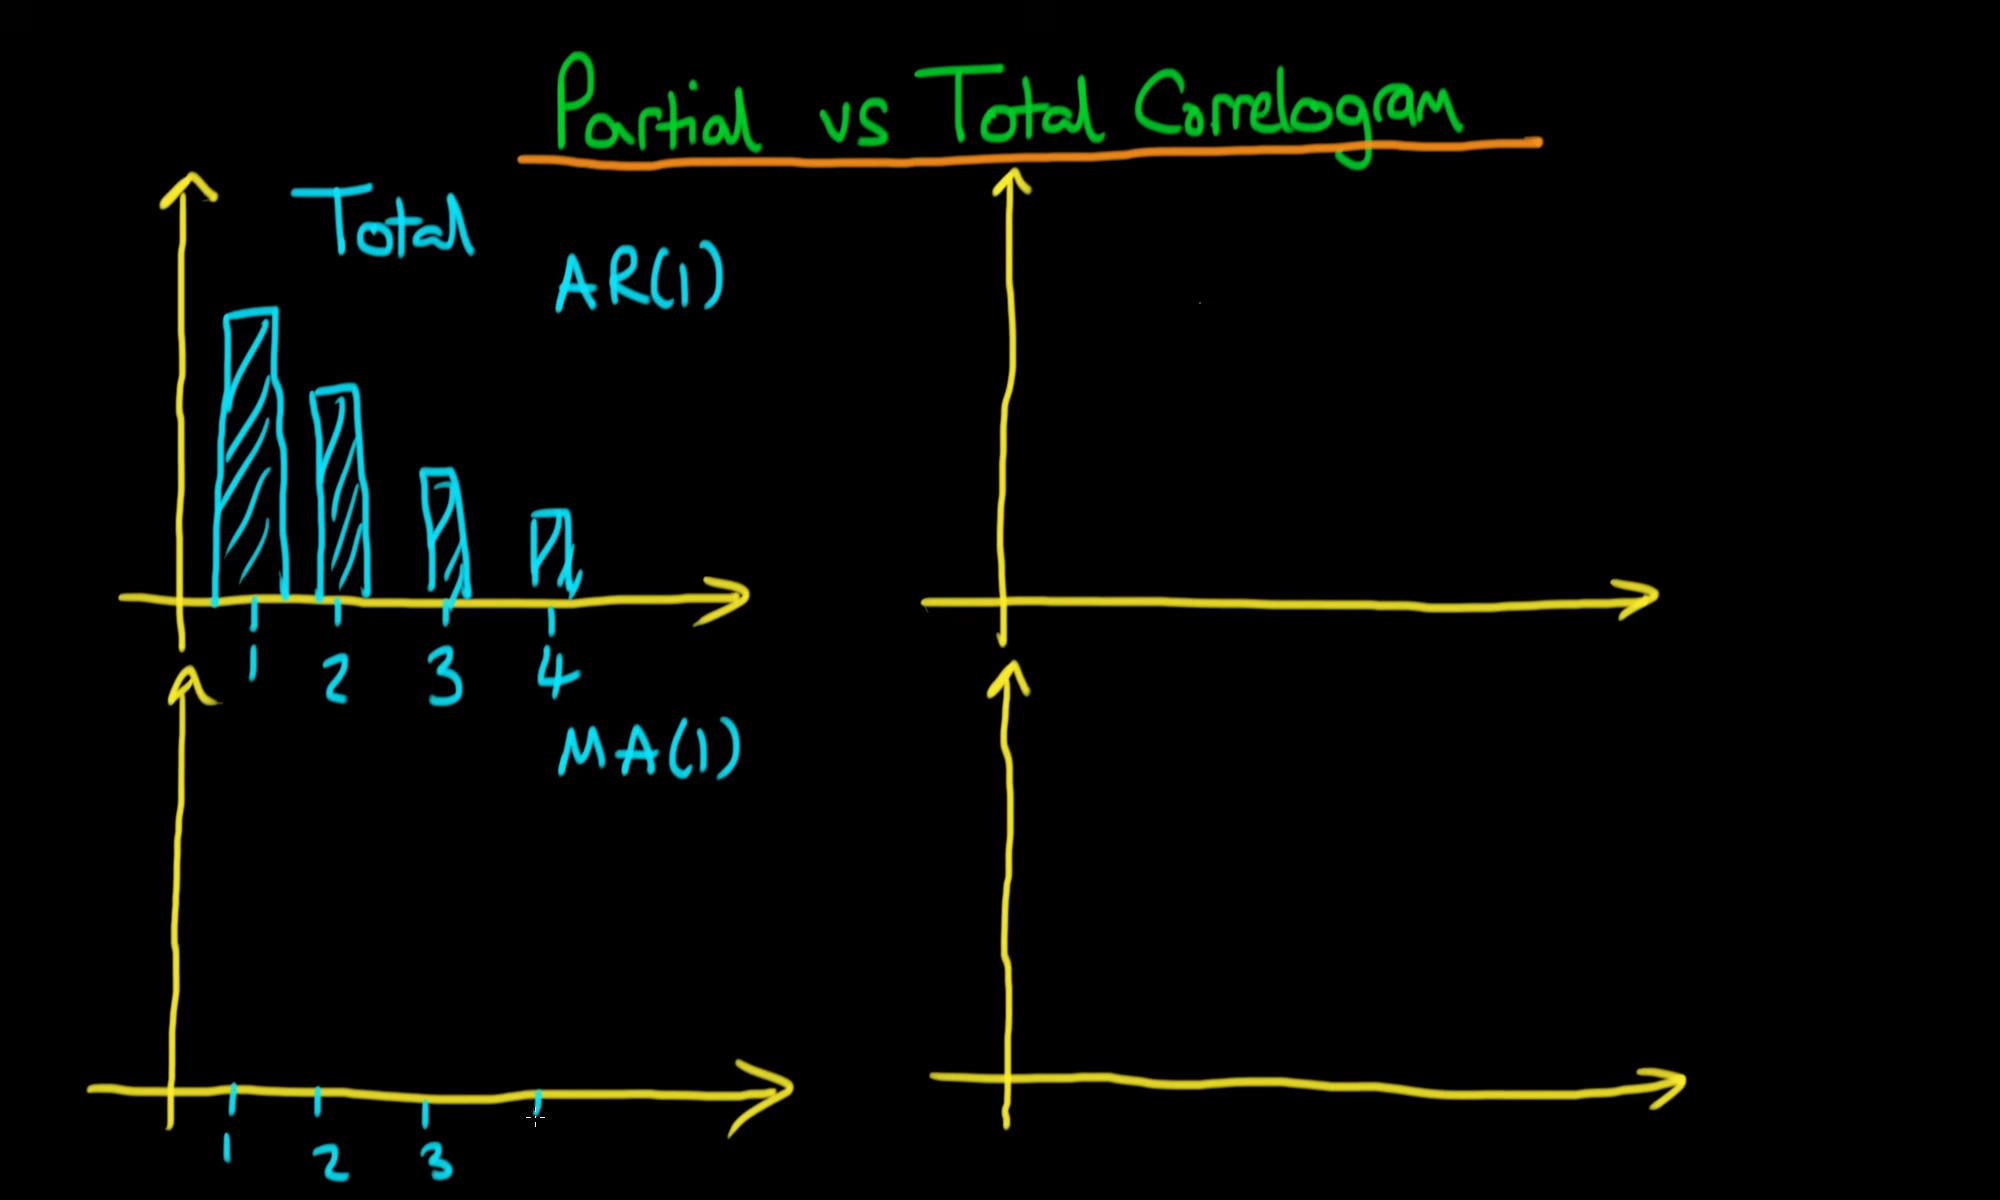 Partial vs Total Correlogram
Total
AR(1)
1 2 3 4
MA(1)
1 2 3